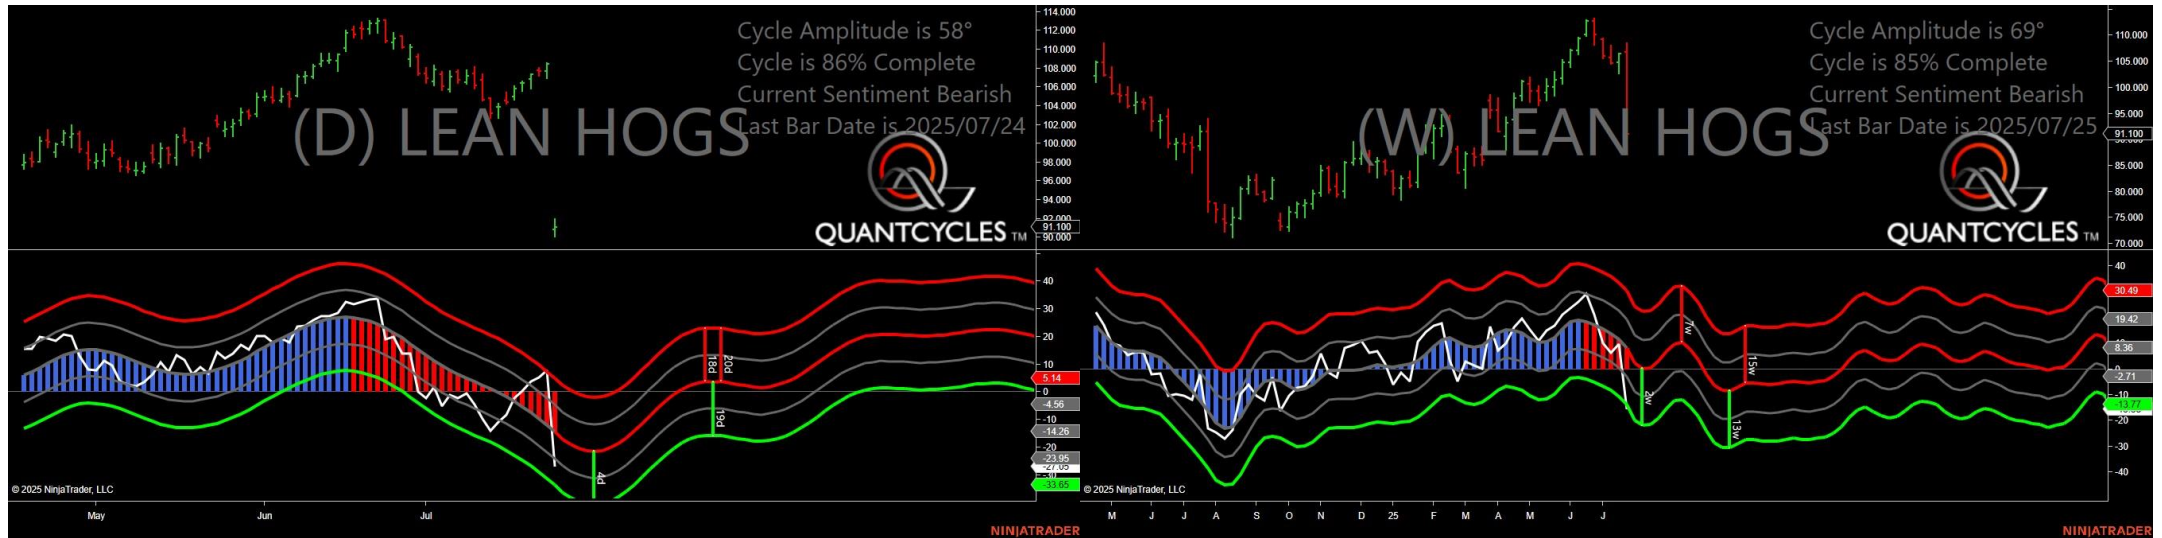 (D) LEAN HOGS
Cycle Amplitude is 58°
Cycle is 86% Complete
Current Sentiment Bearish
Last Bar Date is 2025/07/24
QUANTCYCLES TM
114.000
112.000
110.000
108.000
106.000
104.000
102.000
100.000
98.000
96.000
94.000
92.000
91.100
90.000
40
30
20
10
5.14
0
-4.56
-10
-14.26
-20
-23.95
-27.05
-33.65
4d
18d
20d
19d
© 2025 NinjaTrader, LLC
May
Jun
Jul
NINJATRADER
(W) LEAN HOGS
Cycle Amplitude is 69°
Cycle is 85% Complete
Current Sentiment Bearish
Last Bar Date is 2025/07/25
QUANTCYCLES TM
110.000
105.000
100.000
95.000
91.100
85.000
80.000
75.000
70.000
40
30.49
19.42
8.36
-2.71
-10
-13.77
-20
-30
-40
2w
7w
13w
15w
© 2025 NinjaTrader, LLC
M
J
J
A
S
O
N
D
25
F
M
A
M
J
J
NINJATRADER